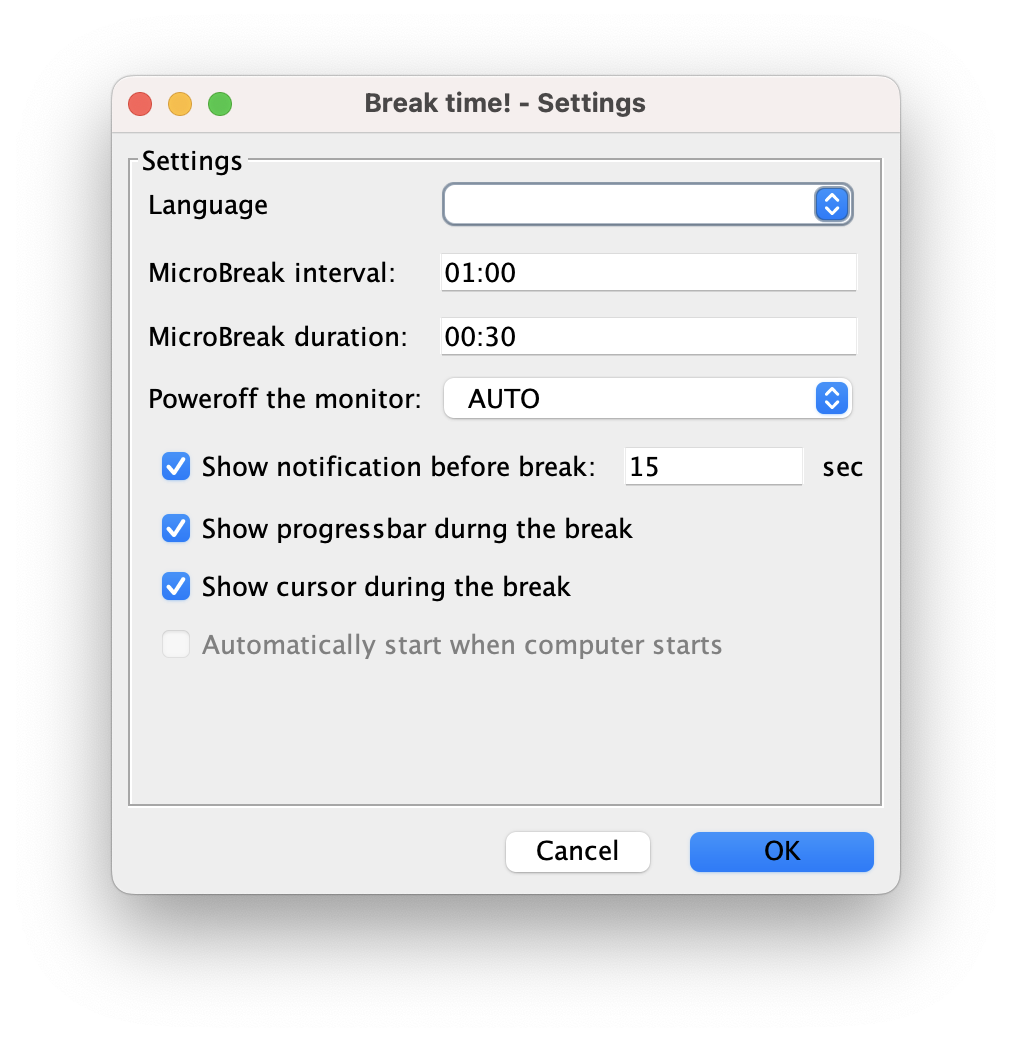 Break time! - Settings
Settings
Language
MicroBreak interval: 01:00
MicroBreak duration: 00:30
Poweroff the monitor: AUTO
Show notification before break: 15 sec
Show progressbar durng the break
Show cursor during the break
Automatically start when computer starts
Cancel OK